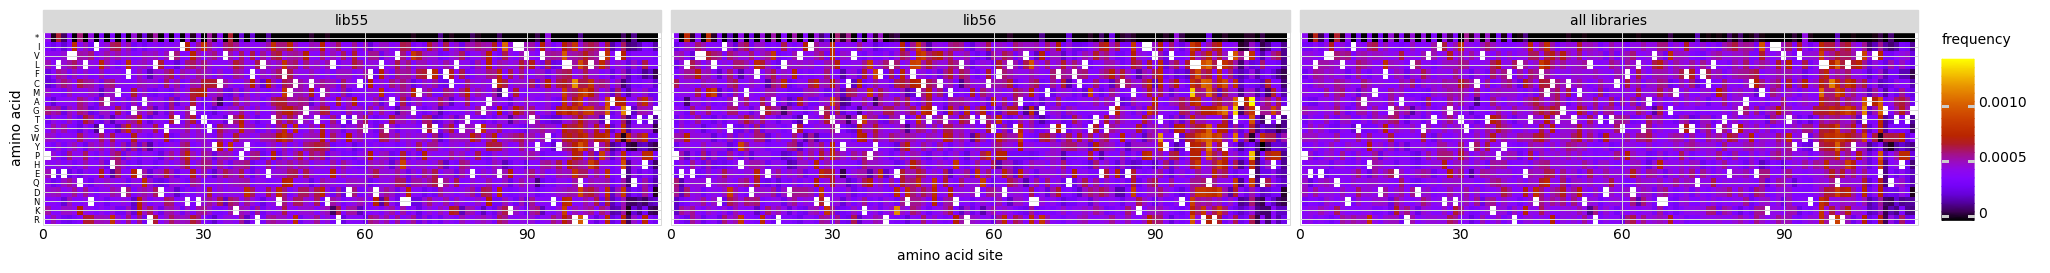 lib55
lib56
all libraries
frequency
0.0010
0.0005
0
amino acid
*
I
V
L
F
C
M
A
G
T
S
W
Y
P
H
E
Q
D
N
K
R
0
30
60
90
0
30
60
90
0
30
60
90
amino acid site